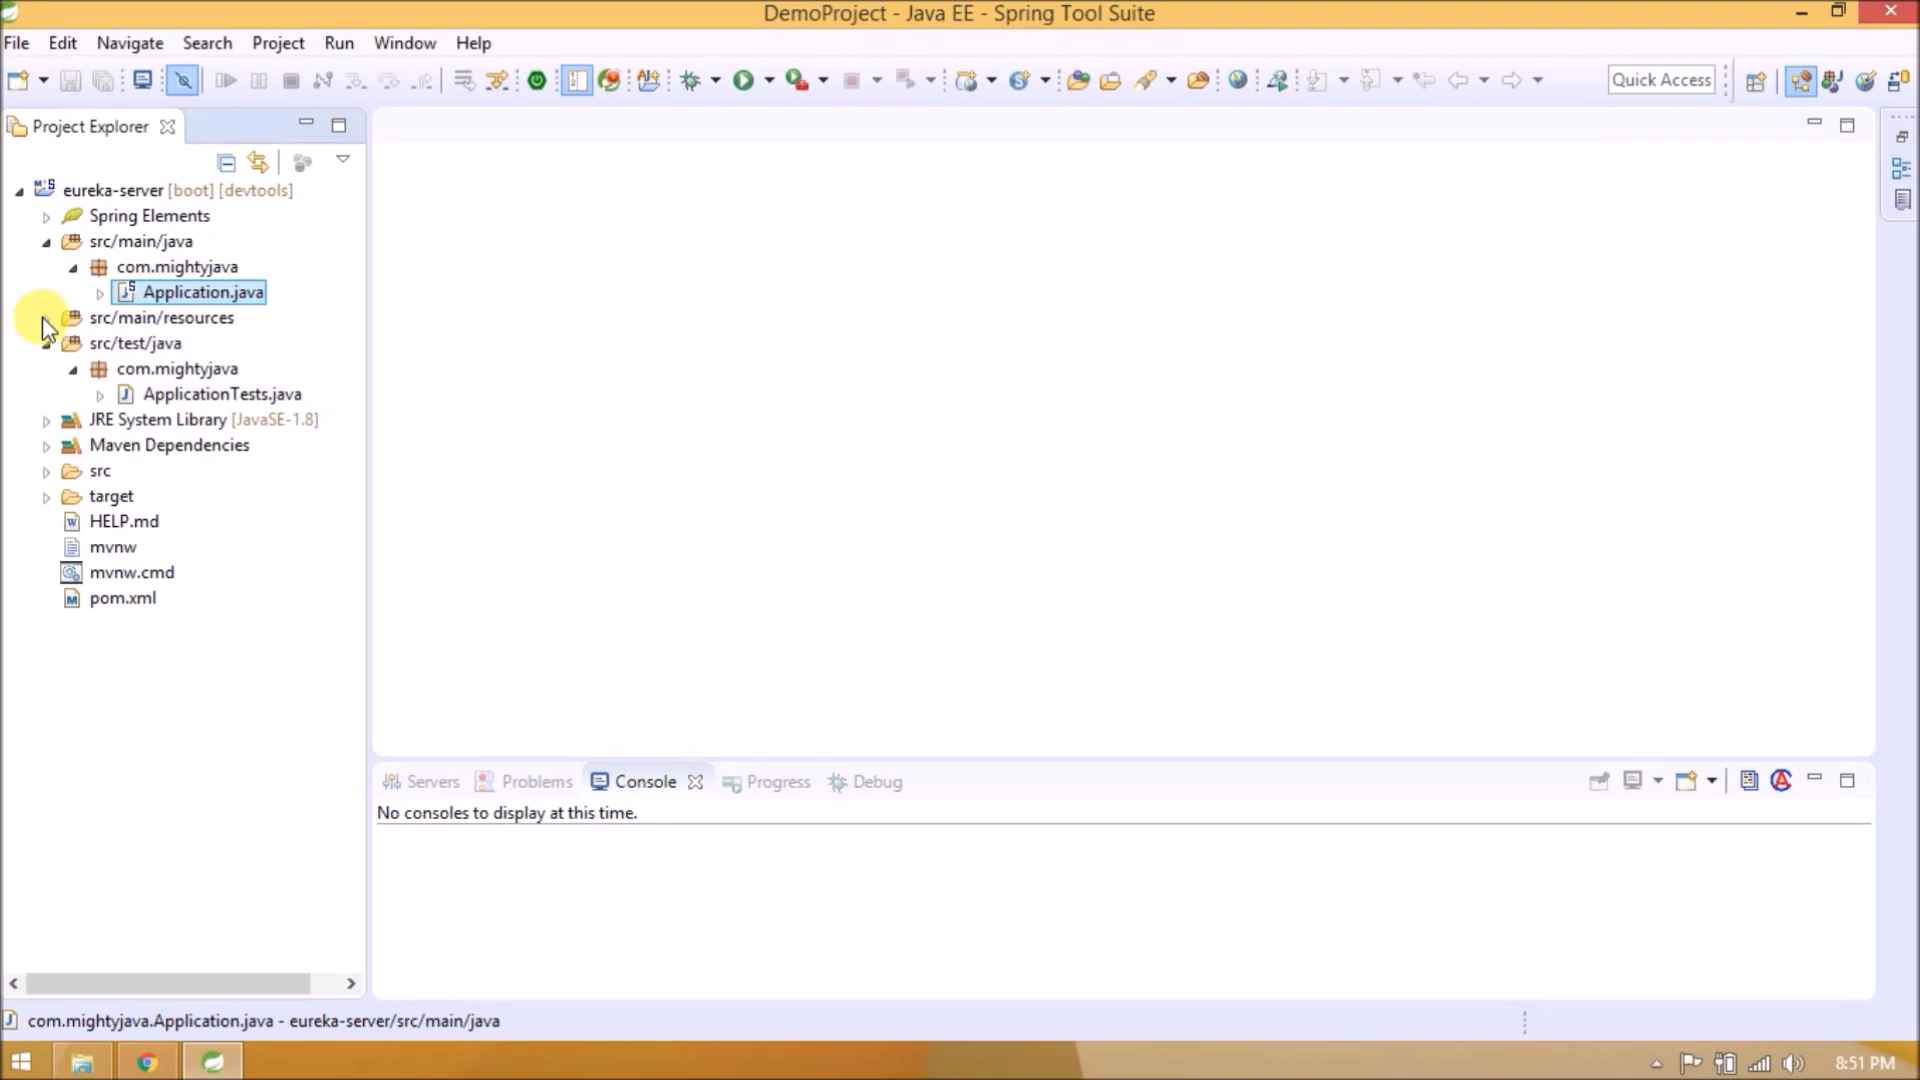 DemoProject - Java EE - Spring Tool Suite
File Edit Navigate Search Project Run Window Help
Quick Access
Project Explorer
eureka-server [boot] [devtools]
Spring Elements
src/main/java
com.mightyjava
Application.java
src/main/resources
src/test/java
com.mightyjava
ApplicationTests.java
JRE System Library [JavaSE-1.8]
Maven Dependencies
src
target
HELP.md
mvnw
mvnw.cmd
pom.xml
Servers Problems Console Progress Debug
No consoles to display at this time.
com.mightyjava.Application.java - eureka-server/src/main/java
8:51 PM